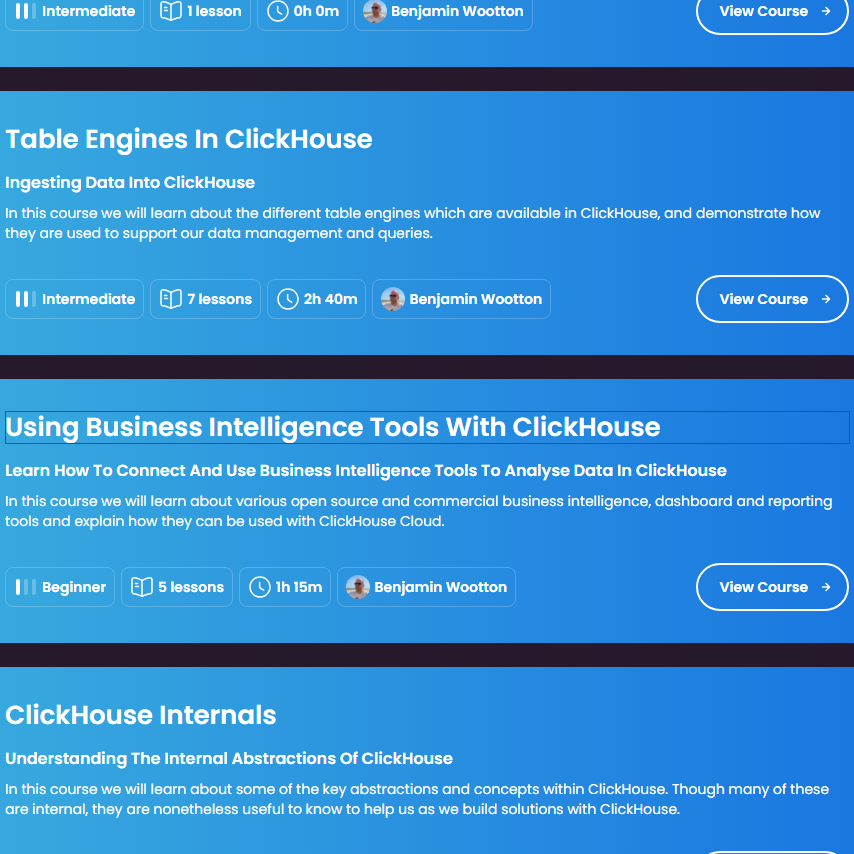 Intermediate 1 lesson 0h 0m Benjamin Wootton View Course
Table Engines In ClickHouse
Ingesting Data Into ClickHouse
In this course we will learn about the different table engines which are available in ClickHouse, and demonstrate how
they are used to support our data management and queries.
Intermediate 7 lessons 2h 40m Benjamin Wootton View Course
Using Business Intelligence Tools With ClickHouse
Learn How To Connect And Use Business Intelligence Tools To Analyse Data In ClickHouse
In this course we will learn about various open source and commercial business intelligence, dashboard and reporting
tools and explain how they can be used with ClickHouse Cloud.
Beginner 5 lessons 1h 15m Benjamin Wootton View Course
ClickHouse Internals
Understanding The Internal Abstractions Of ClickHouse
In this course we will learn about some of the key abstractions and concepts within ClickHouse. Though many of these
are internal, they are nonetheless useful to know to help us as we build solutions with ClickHouse.